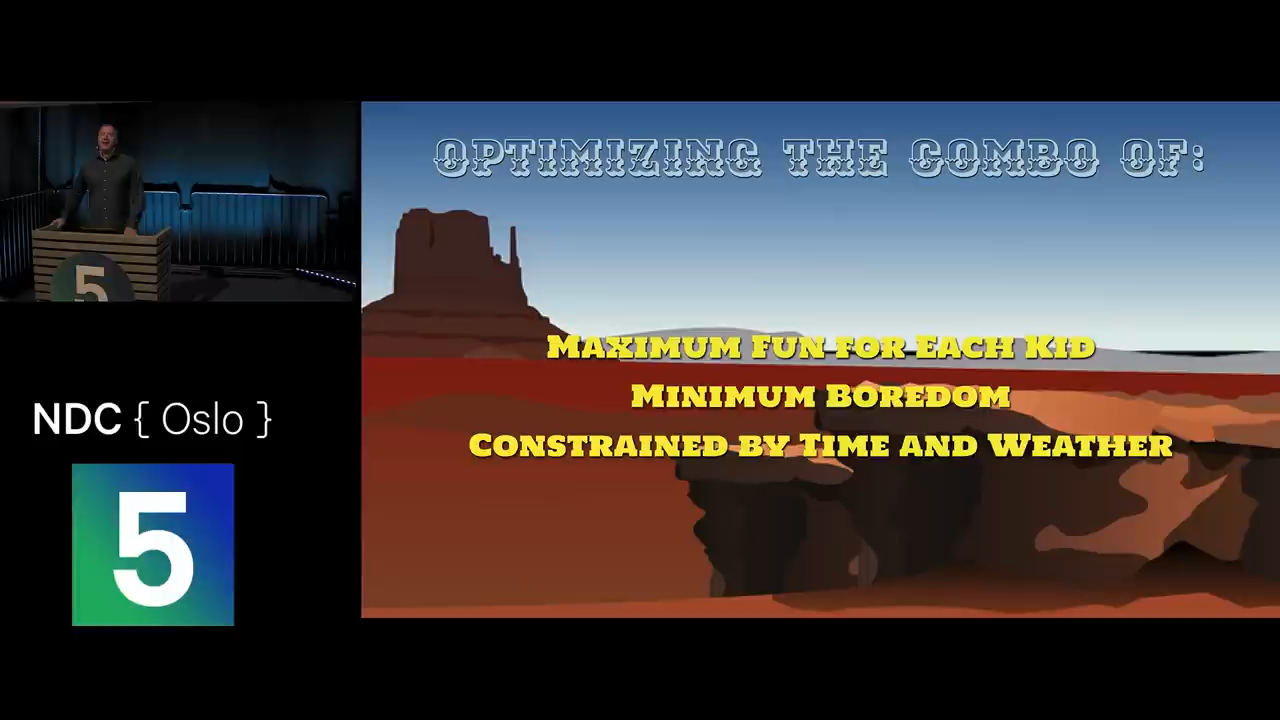 OPTIMIZING THE COMBO OF:
Maximum Fun for Each Kid
Minimum Boredom
Constrained by Time and Weather
5
NDC { Oslo }
5